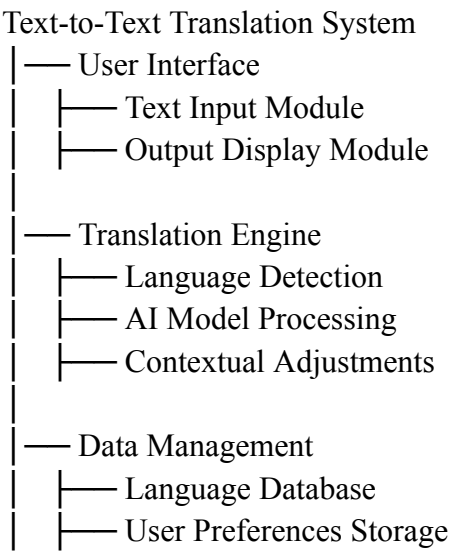 Text-to-Text Translation System
│── User Interface
│ ├── Text Input Module
│ ├── Output Display Module
│
│── Translation Engine
│ ├── Language Detection
│ ├── AI Model Processing
│ ├── Contextual Adjustments
│
│── Data Management
│ ├── Language Database
│ ├── User Preferences Storage